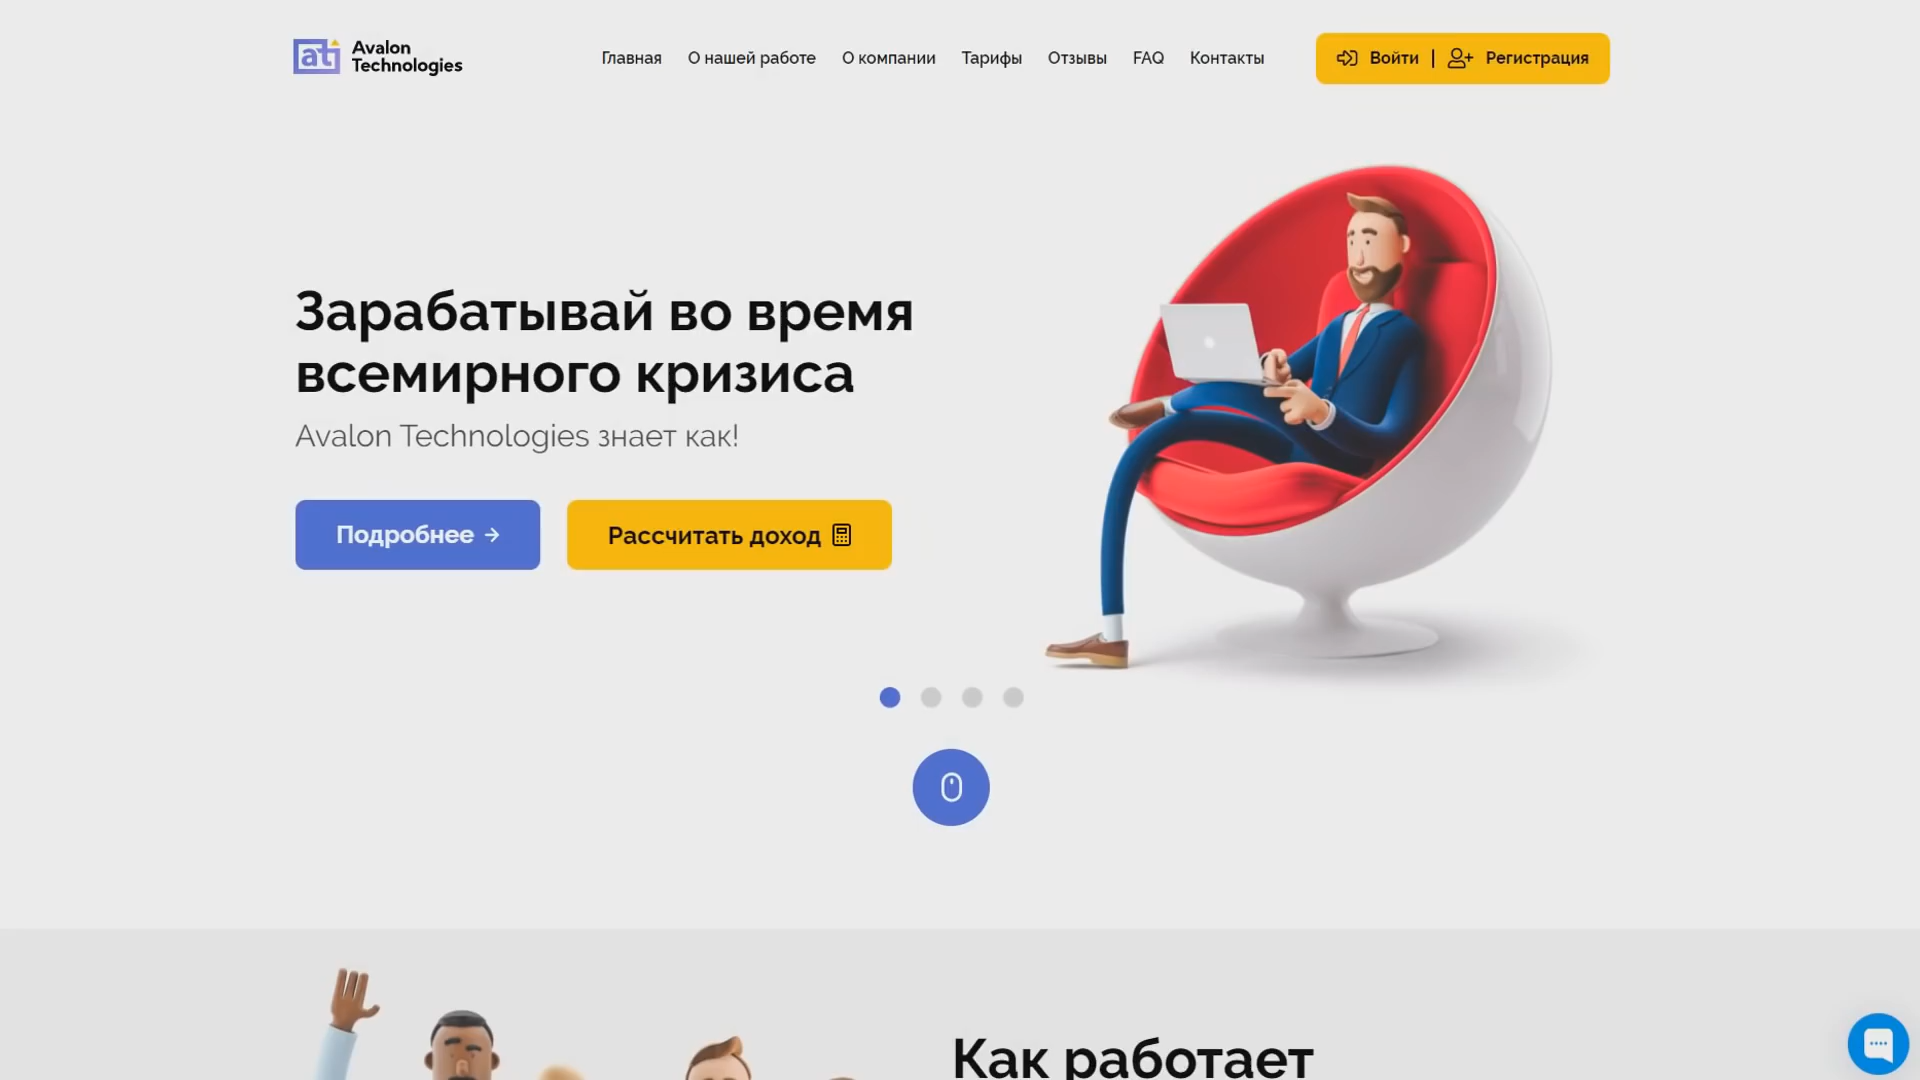 Avalon
Technologies
Главная
О нашей работе
О компании
Тарифы
Отзывы
FAQ
Контакты
Войти | Регистрация
Зарабатывай во время
всемирного кризиса
Avalon Technologies знает как!
Подробнее
Рассчитать доход
Как работает